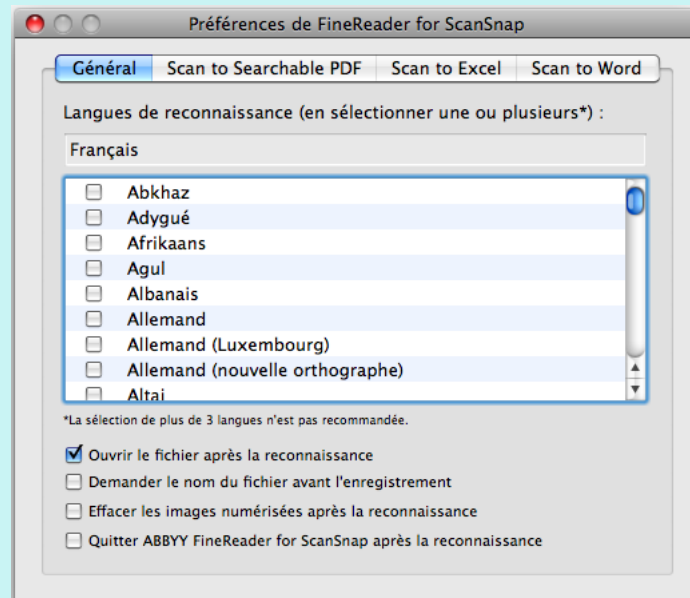 Préférences de FineReader for ScanSnap
Général Scan to Searchable PDF Scan to Excel Scan to Word
Langues de reconnaissance (en sélectionner une ou plusieurs*) :
Français
Abkhaz
Adygué
Afrikaans
Agul
Albanais
Allemand
Allemand (Luxembourg)
Allemand (nouvelle orthographe)
Altai
*La sélection de plus de 3 langues n'est pas recommandée.
Ouvrir le fichier après la reconnaissance
Demander le nom du fichier avant l'enregistrement
Effacer les images numérisées après la reconnaissance
Quitter ABBYY FineReader for ScanSnap après la reconnaissance